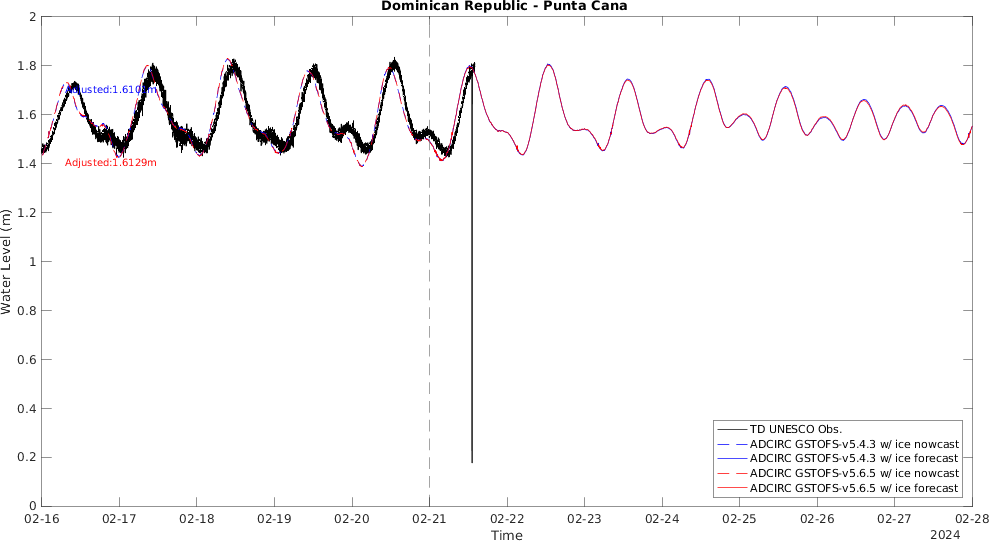 Dominican Republic - Punta Cana
Water Level (m)
2
1.8
1.6
1.4
1.2
1
0.8
0.6
0.4
0.2
0
Adjusted:1.6108m
Adjusted:1.6129m
TD UNESCO Obs.
ADCIRC GSTOFS-v5.4.3 w/ ice nowcast
ADCIRC GSTOFS-v5.4.3 w/ ice forecast
ADCIRC GSTOFS-v5.6.5 w/ ice nowcast
ADCIRC GSTOFS-v5.6.5 w/ ice forecast
02-16 02-17 02-18 02-19 02-20 02-21 02-22 02-23 02-24 02-25 02-26 02-27 02-28
Time
2024